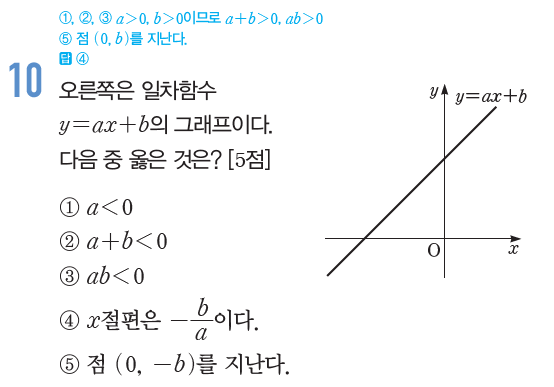 ①, ②, ③ a>0, b>0이므로 a+b>0, ab>0
⑤ 점 (0, b)를 지난다.
답 ④
10 오른쪽은 일차함수
y=ax+b의 그래프이다.
다음 중 옳은 것은? [5점]
① a<0
② a+b<0
③ ab<0
④ x절편은 -b/a이다.
⑤ 점 (0, -b)를 지난다.
y
y=ax+b
O
x